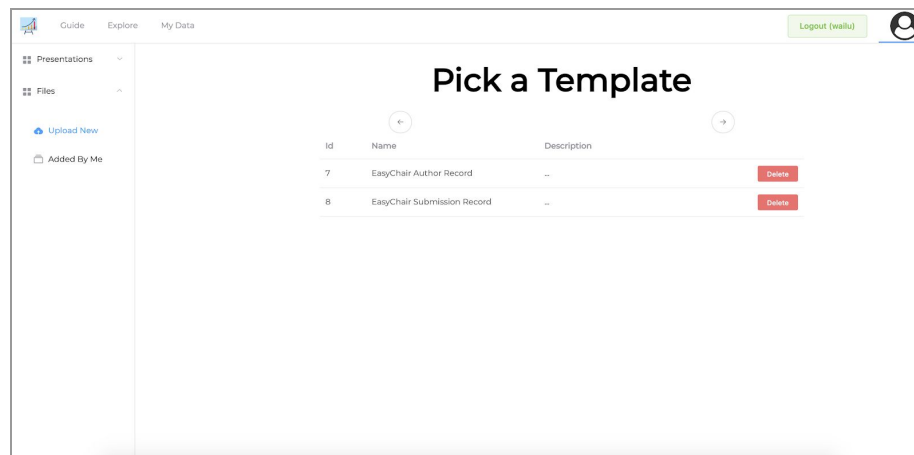 Guide Explore My Data Logout (wailu)
Presentations
Files
Upload New
Added By Me
Pick a Template
Id Name Description
7 EasyChair Author Record ... Delete
8 EasyChair Submission Record ... Delete